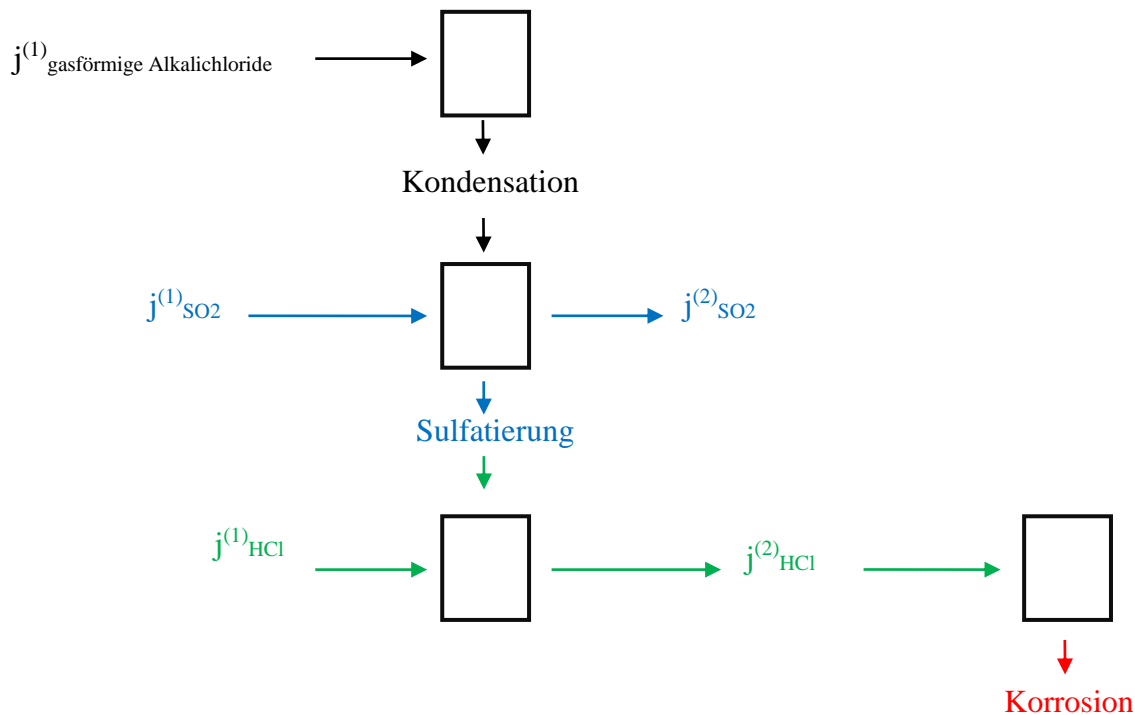 j(1)gasförmige Alkalichloride
Kondensation
j(1)SO2
j(2)SO2
Sulfatierung
j(1)HCl
j(2)HCl
Korrosion